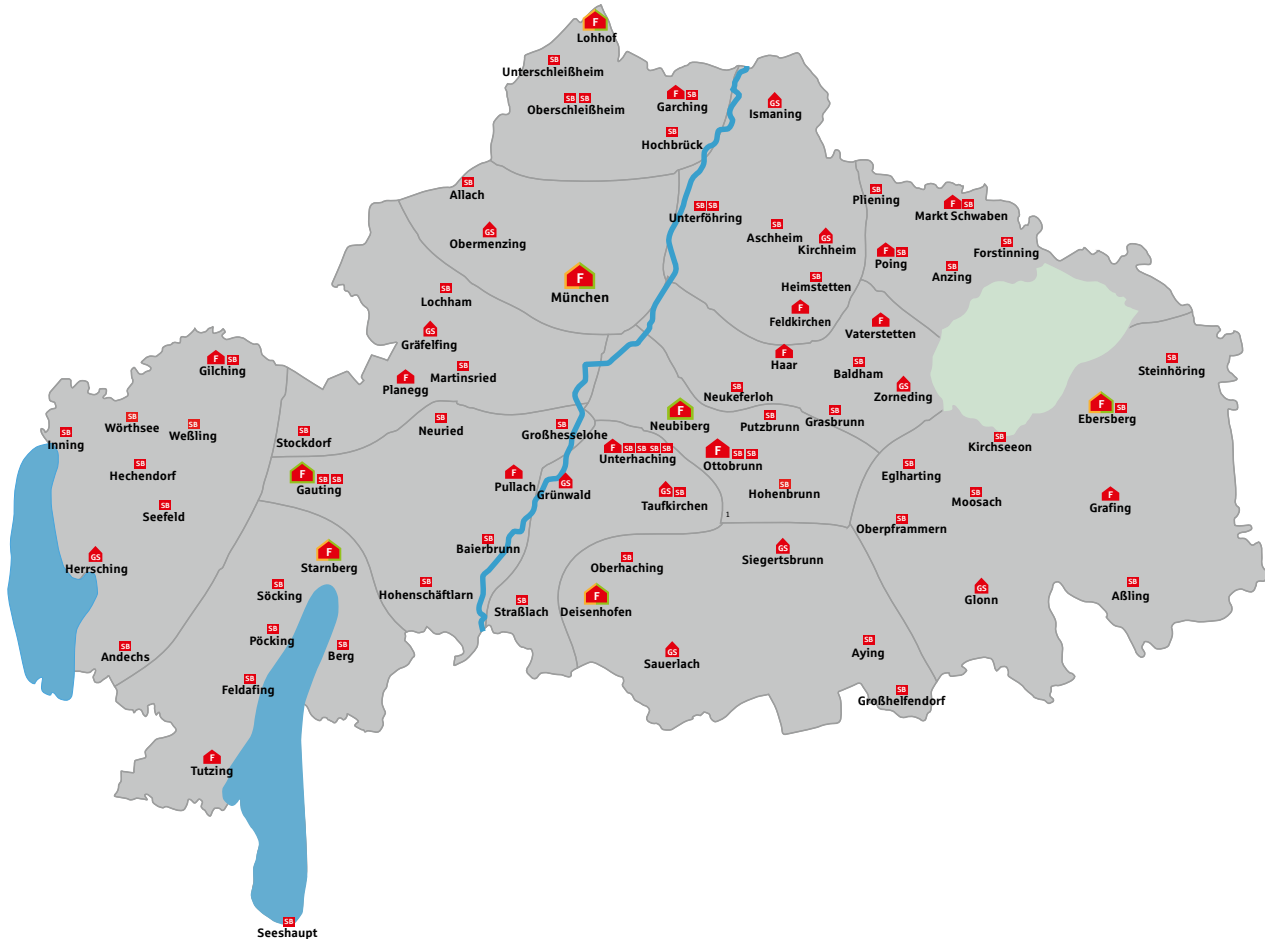 F
Lohhof
SB
Unterschleißheim
SB SB
Oberschleißheim
F SB
Garching
GS
Ismaning
SB
Hochbrück
SB
Allach
GS
Obermenzing
SB SB
Unterföhring
SB
Pliening
F SB
Markt Schwaben
SB
Aschheim
GS
Kirchheim
F SB
Poing
SB
Forstinning
SB
Anzing
F
München
SB
Heimstetten
SB
Lochham
F
Feldkirchen
F
Vaterstetten
GS
Gräfelfing
F SB
Gilching
F
Haar
SB
Baldham
SB
Steinhöring
F
Planegg
SB
Martinsried
SB
Neukeferloh
GS
Zorneding
F SB
Ebersberg
SB
Inning
SB
Wörthsee
SB
Weßling
SB
Stockdorf
SB
Neuried
SB
Großhesselohe
F
Neubiberg
SB
Putzbrunn
SB
Grasbrunn
SB
Kirchseeon
F SB SB SB SB
Unterhaching
F SB SB
Ottobrunn
SB
Hechendorf
F SB SB
Gauting
F
Pullach
GS
Grünwald
GS SB
Taufkirchen
SB
Hohenbrunn
SB
Eglharting
SB
Moosach
F
Grafing
SB
Seefeld
1
SB
Oberpframmern
GS
Herrsching
F
Starnberg
SB
Baierbrunn
SB
Oberhaching
GS
Siegertsbrunn
SB
Söcking
SB
Hohenschäftlarn
SB
Straßlach
F
Deisenhofen
GS
Glonn
SB
Aßling
SB
Andechs
SB
Pöcking
SB
Berg
GS
Sauerlach
SB
Aying
SB
Feldafing
SB
Großhelfendorf
F
Tutzing
SB
Seeshaupt